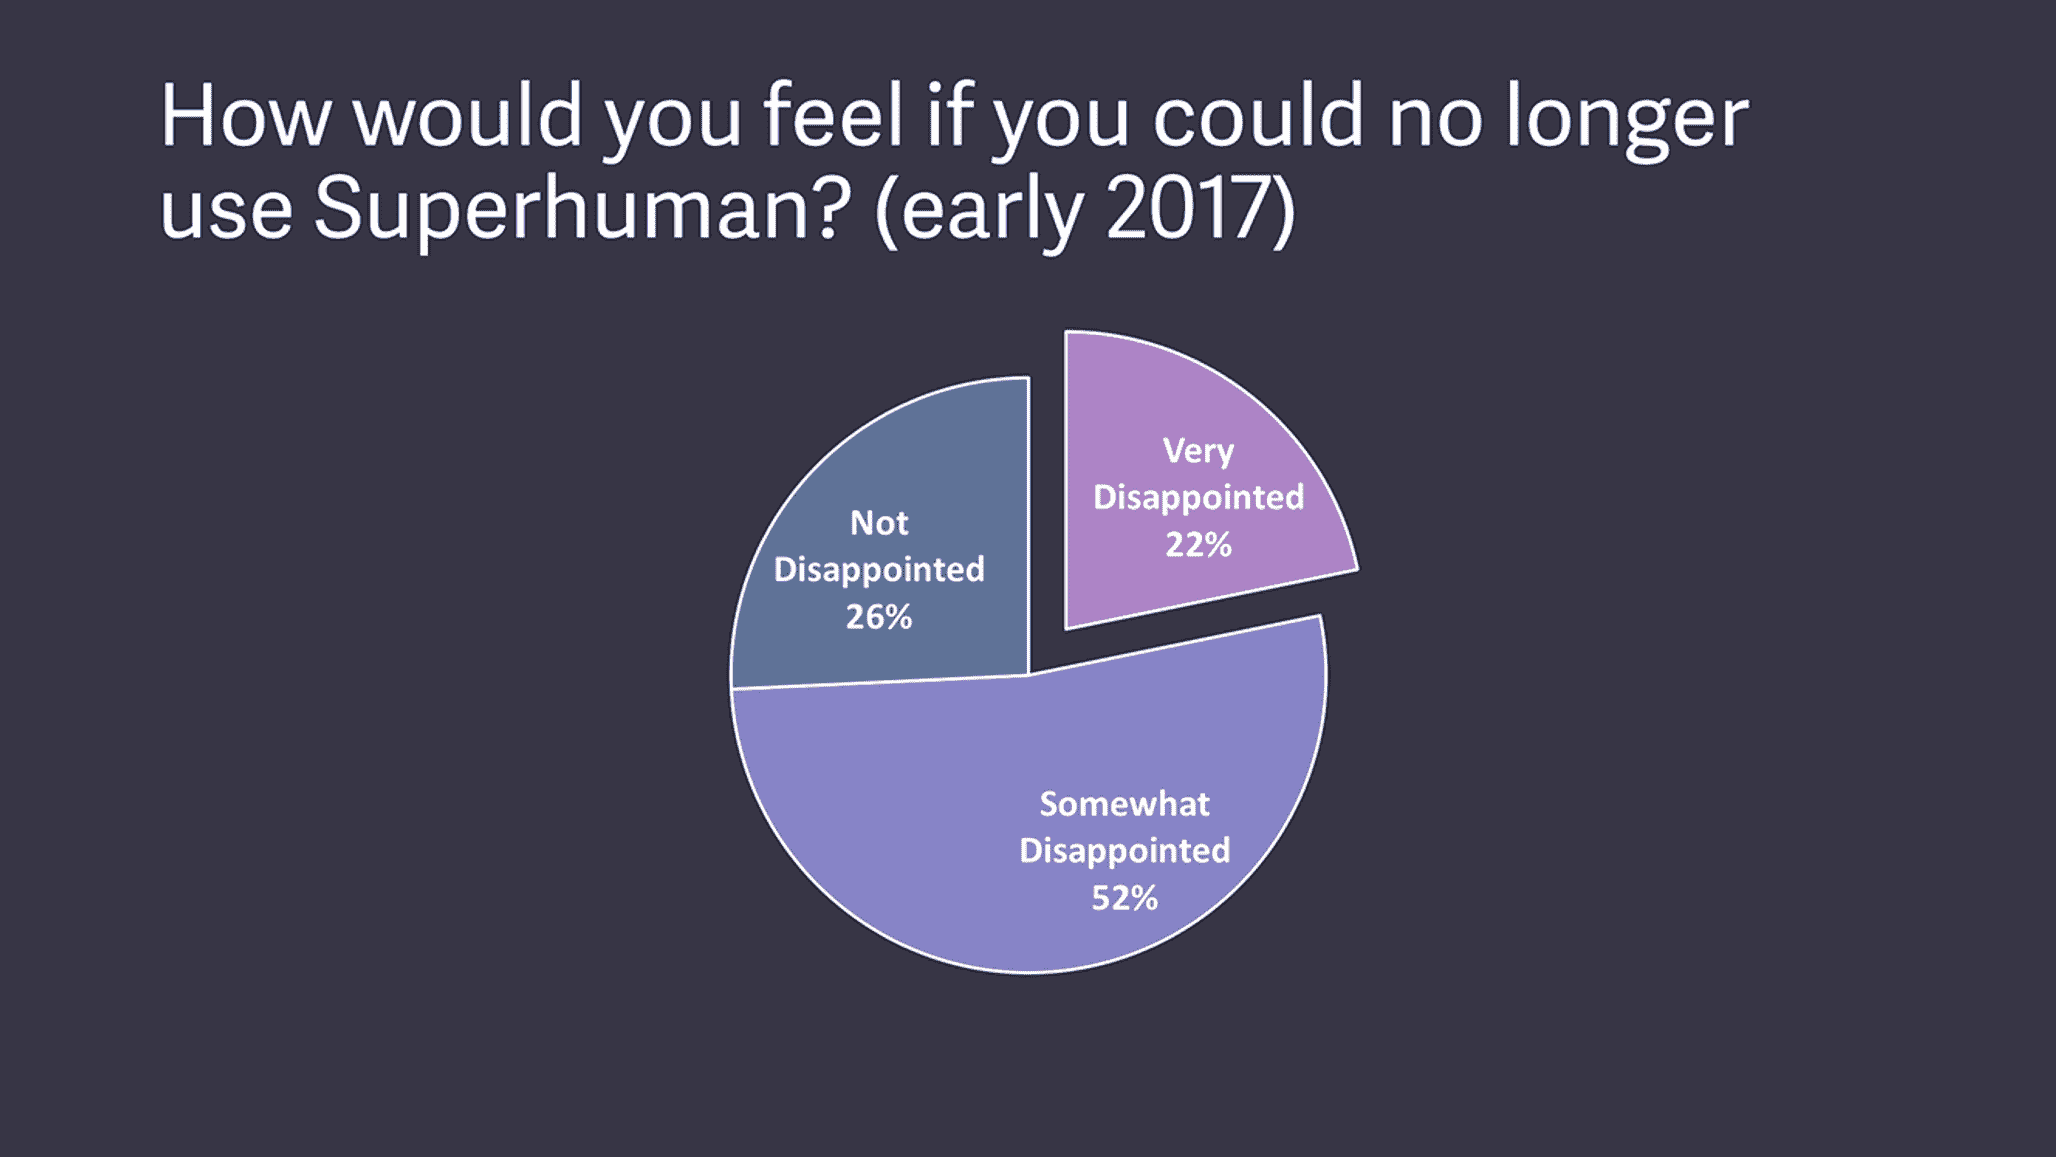 How would you feel if you could no longer
use Superhuman? (early 2017)
Very
Disappointed
22%
Not
Disappointed
26%
Somewhat
Disappointed
52%